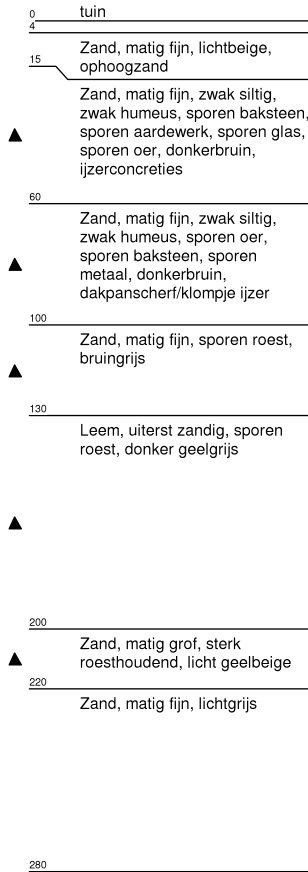 0
tuin
4
Zand, matig fijn, lichtbeige,
15
ophoogzand
Zand, matig fijn, zwak siltig,
zwak humeus, sporen baksteen,
sporen aardewerk, sporen glas,
sporen oer, donkerbruin,
ijzerconcreties
60
Zand, matig fijn, zwak siltig,
zwak humeus, sporen oer,
sporen baksteen, sporen
metaal, donkerbruin,
dakpanscherf/klompje ijzer
100
Zand, matig fijn, sporen roest,
bruingrijs
130
Leem, uiterst zandig, sporen
roest, donker geelgrijs
200
Zand, matig grof, sterk
roesthoudend, licht geelbeige
220
Zand, matig fijn, lichtgrijs
280